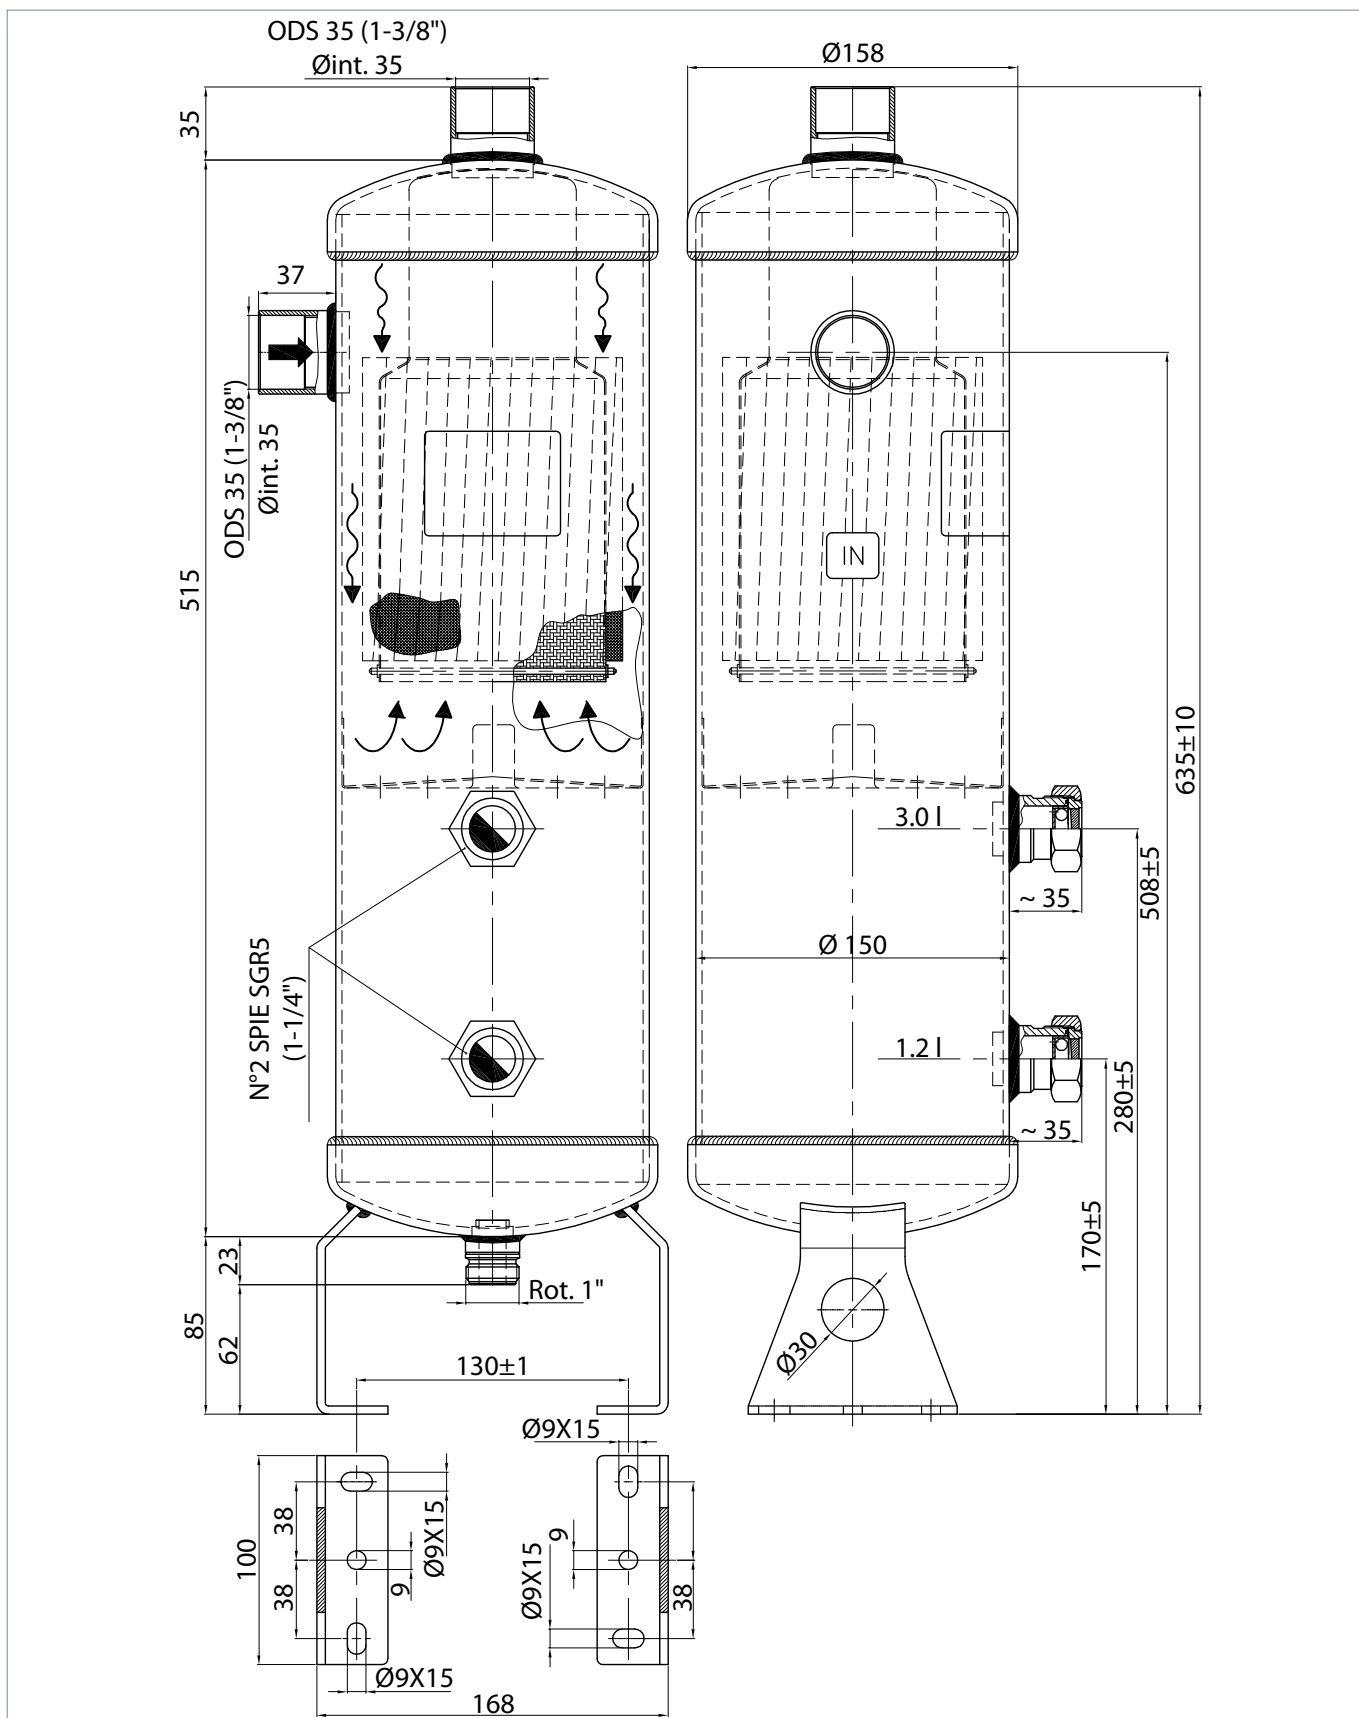 ODS 35 (1-3/8")
Øint. 35
Ø158
35
37
ODS 35 (1-3/8")
Øint. 35
515
IN
635±10
3.0 l
~ 35
508±5
Ø 150
N°2 SPIE SGR5
(1-1/4")
1.2 l
~ 35
280±5
170±5
23
85
62
Rot. 1"
130±1
Ø30
Ø9X15
38
100
38
9
Ø9X15
Ø9X15
9
Ø9X15
38
168